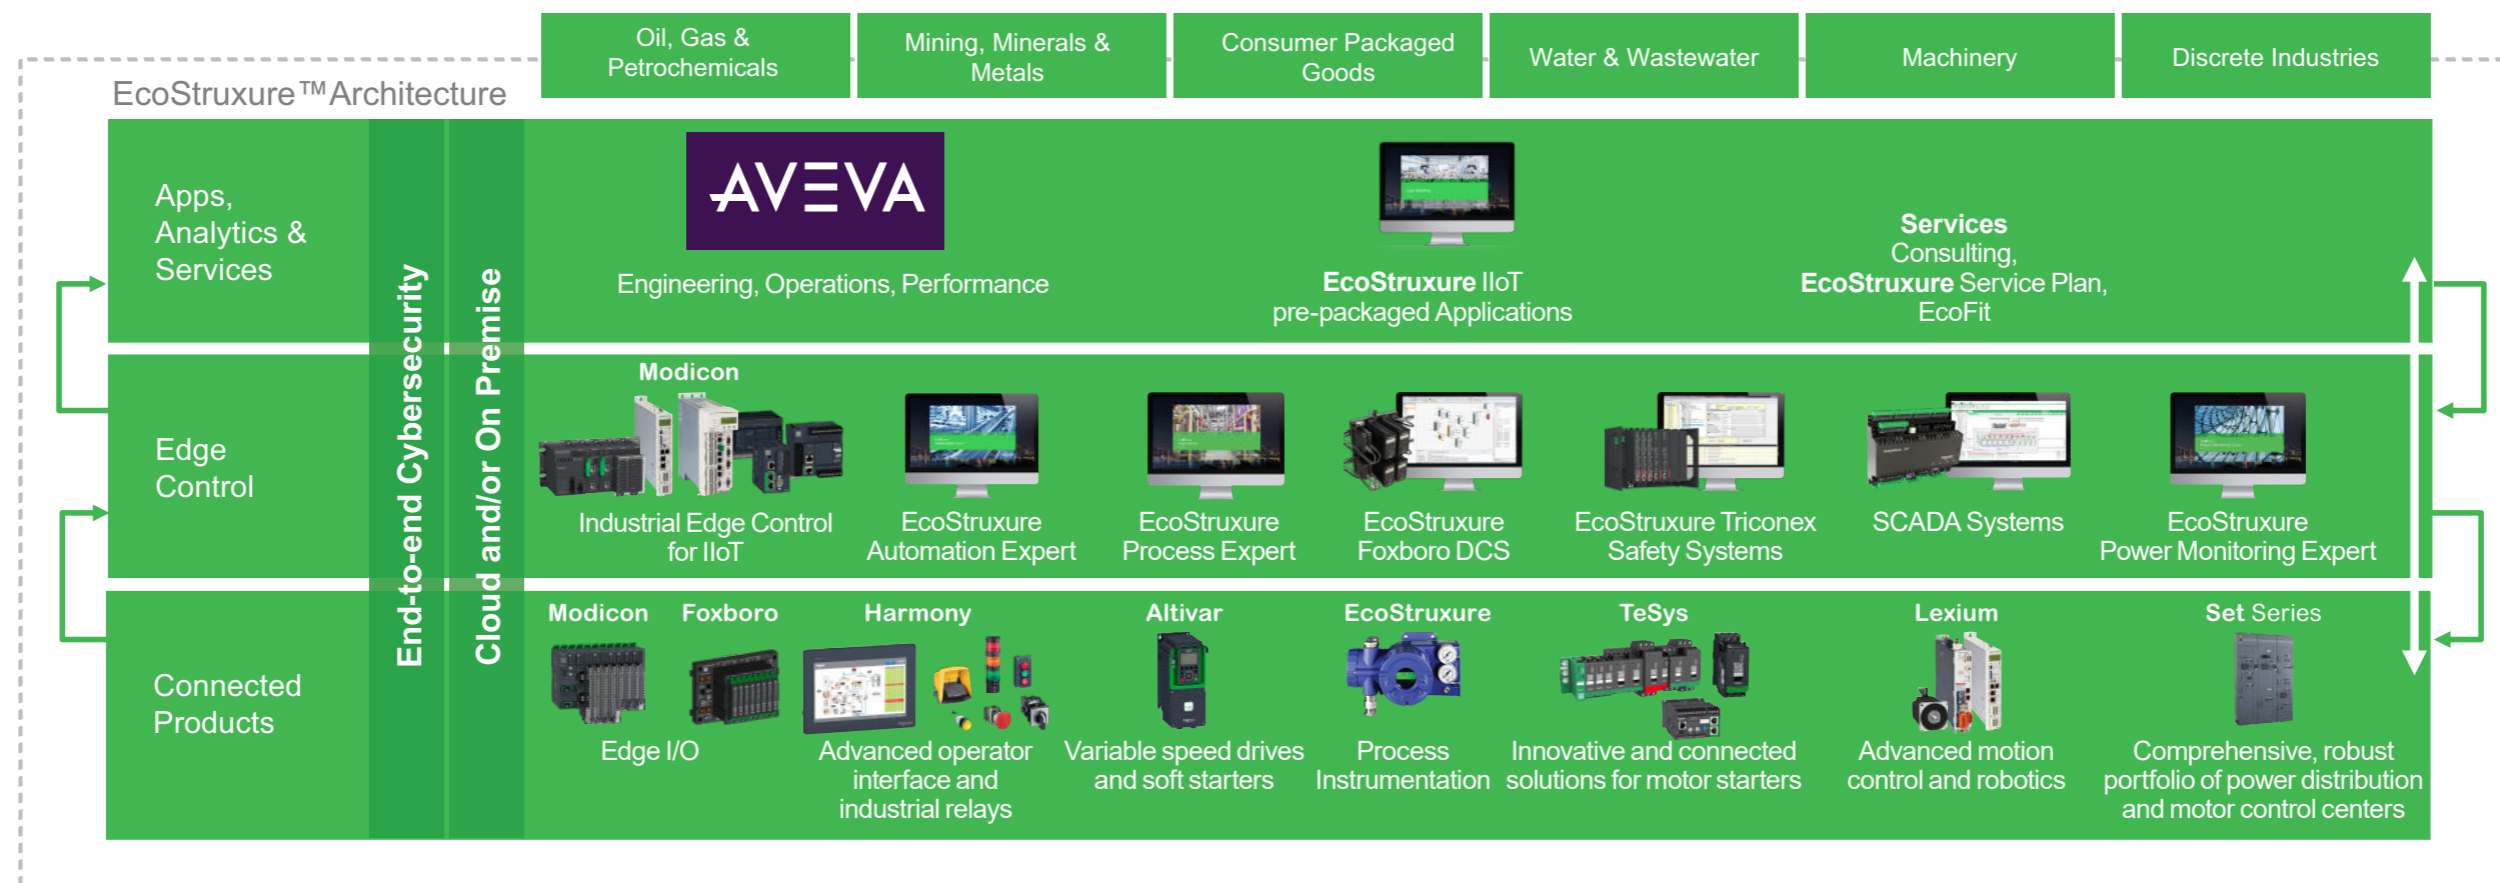 Oil, Gas &
Petrochemicals
Mining, Minerals &
Metals
Consumer Packaged
Goods
Water & Wastewater
Machinery
Discrete Industries
EcoStruxure™Architecture
Apps,
Analytics &
Services
End-to-end Cybersecurity
Cloud and/or On Premise
AVEVA
Engineering, Operations, Performance
EcoStruxure IIoT
pre-packaged Applications
Services
Consulting,
EcoStruxure Service Plan,
EcoFit
Edge
Control
Modicon
Industrial Edge Control
for IIoT
EcoStruxure
Automation Expert
EcoStruxure
Process Expert
EcoStruxure
Foxboro DCS
EcoStruxure Triconex
Safety Systems
SCADA Systems
EcoStruxure
Power Monitoring Expert
Connected
Products
Modicon
Foxboro
Edge I/O
Harmony
Advanced operator
interface and
industrial relays
Altivar
Variable speed drives
and soft starters
EcoStruxure
Process
Instrumentation
TeSys
Innovative and connected
solutions for motor starters
Lexium
Advanced motion
control and robotics
Set Series
Comprehensive, robust
portfolio of power distribution
and motor control centers